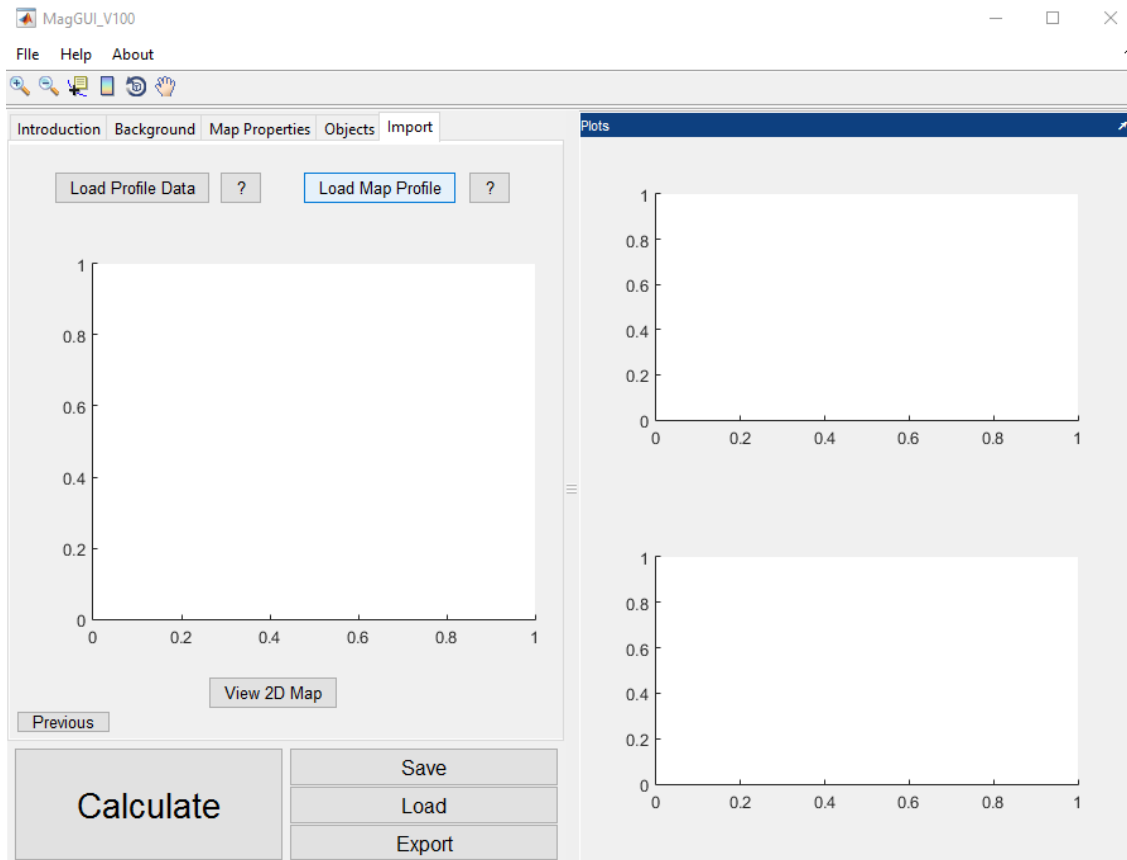 MagGUI_V100
FIle Help About
Introduction Background Map Properties Objects Import
Load Profile Data ? Load Map Profile ?
1
0.8
0.6
0.4
0.2
0
0 0.2 0.4 0.6 0.8 1
View 2D Map
Previous
Calculate
Save
Load
Export
Plots
1
0.8
0.6
0.4
0.2
0
0 0.2 0.4 0.6 0.8 1
1
0.8
0.6
0.4
0.2
0
0 0.2 0.4 0.6 0.8 1